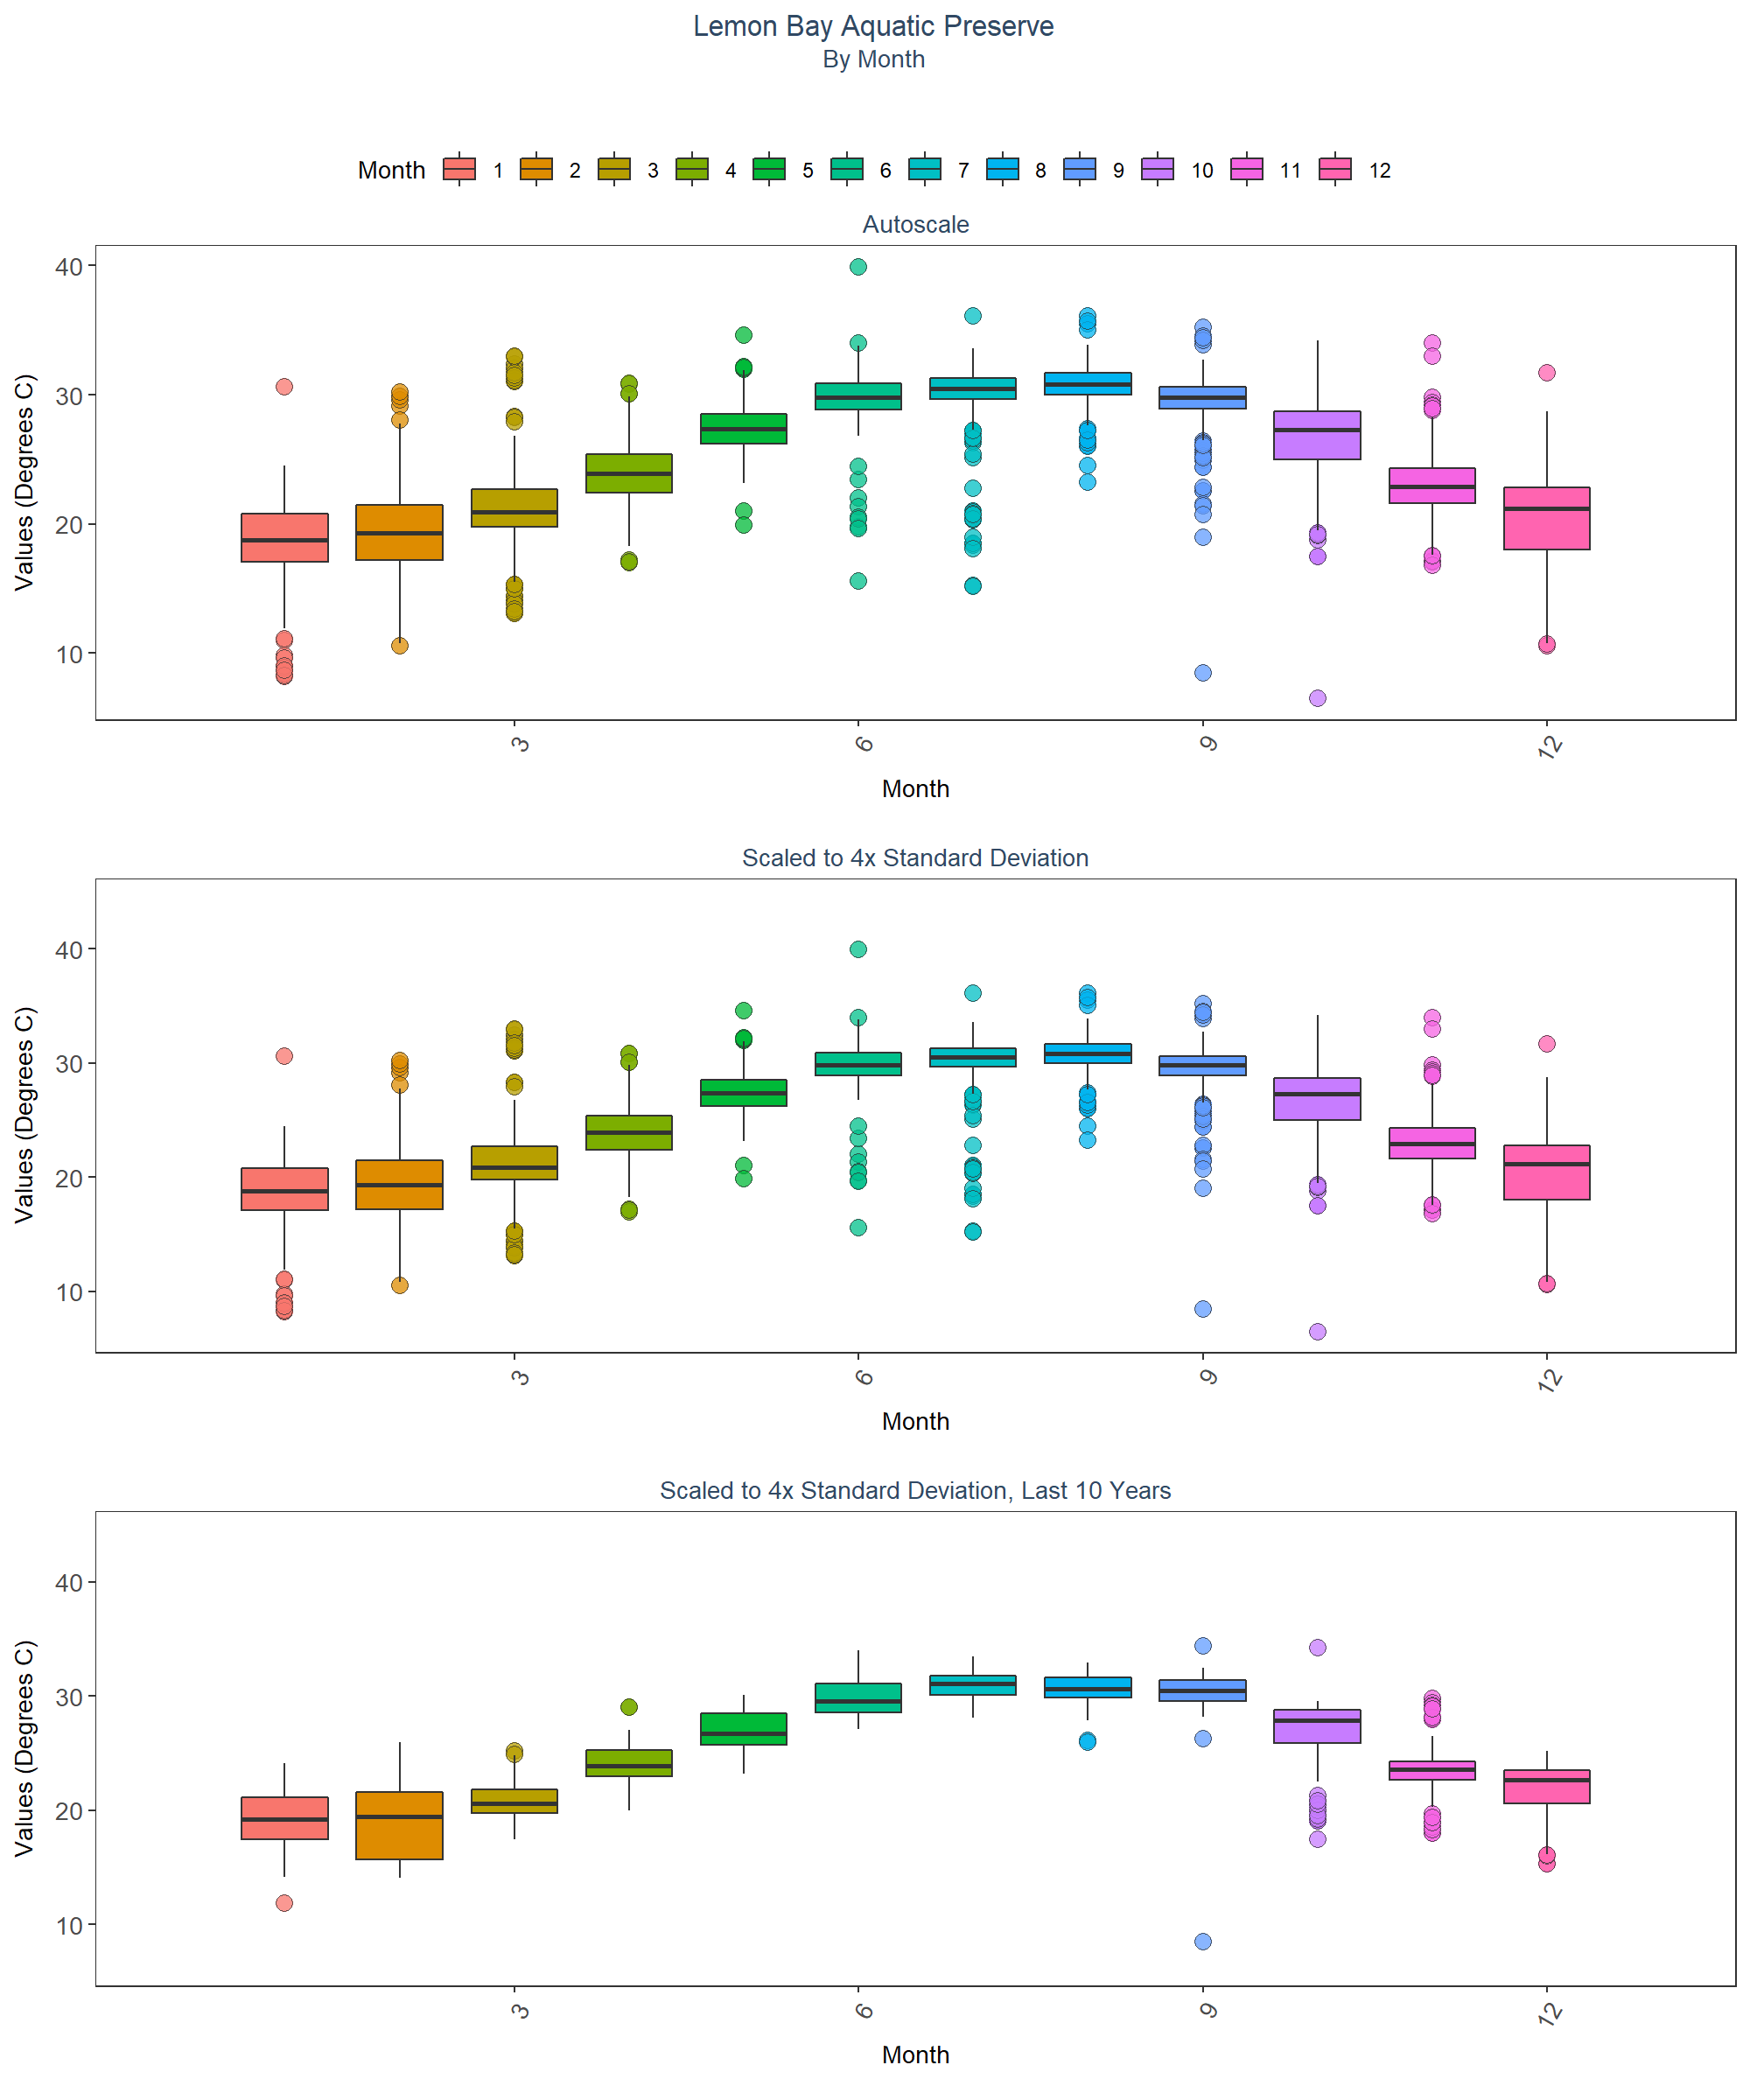 Lemon Bay Aquatic Preserve
By Month
Month 1 2 3 4 5 6 7 8 9 10 11 12
Autoscale
Values (Degrees C)
40
30
20
10
3 6 9 12
Month
Scaled to 4x Standard Deviation
Values (Degrees C)
40
30
20
10
3 6 9 12
Month
Scaled to 4x Standard Deviation, Last 10 Years
Values (Degrees C)
40
30
20
10
3 6 9 12
Month